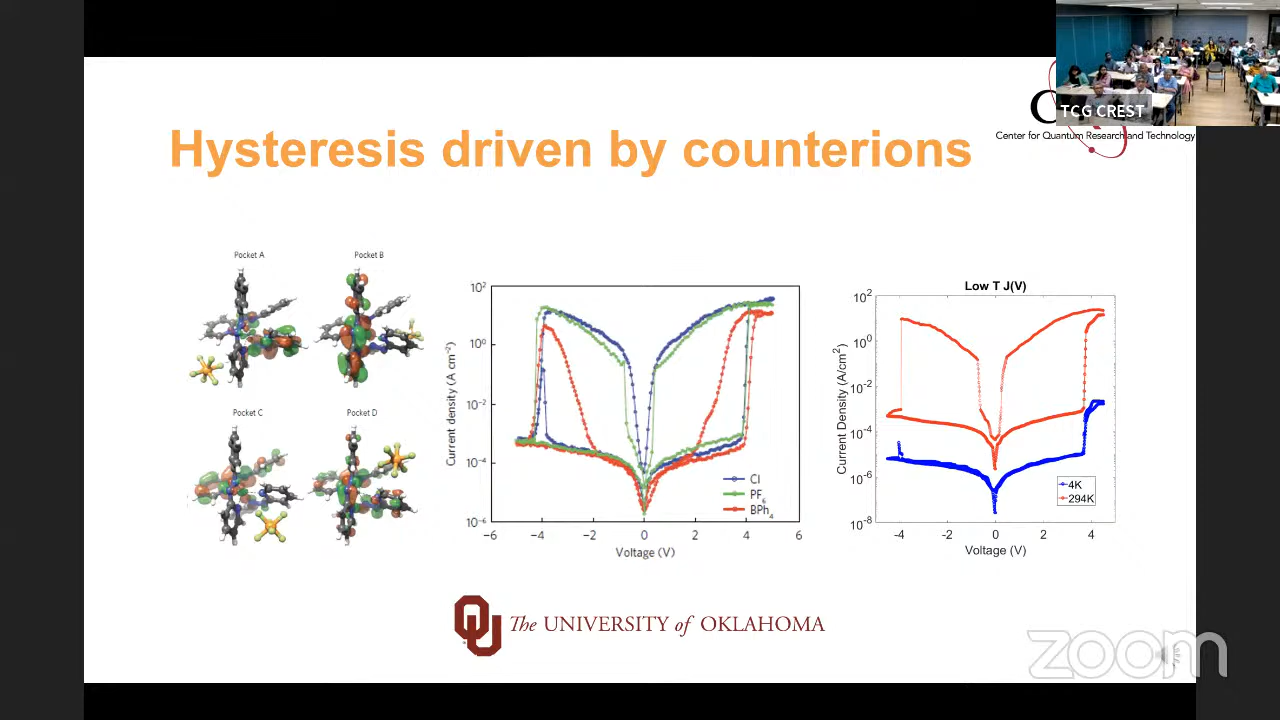 TCG CREST
Center for Quantum Research and Technology
Hysteresis driven by counterions
Pocket A
Pocket B
Pocket C
Pocket D
10²
10⁰
10⁻²
10⁻⁴
10⁻⁶
Current density (A cm⁻²)
Cl
PF₆
BPh₄
−6
−4
−2
0
2
4
6
Voltage (V)
Low T J(V)
10²
10⁰
10⁻²
10⁻⁴
10⁻⁶
10⁻⁸
Current Density (A/cm²)
4K
294K
-4
-2
0
2
4
Voltage (V)
OU
The UNIVERSITY of OKLAHOMA
zoom